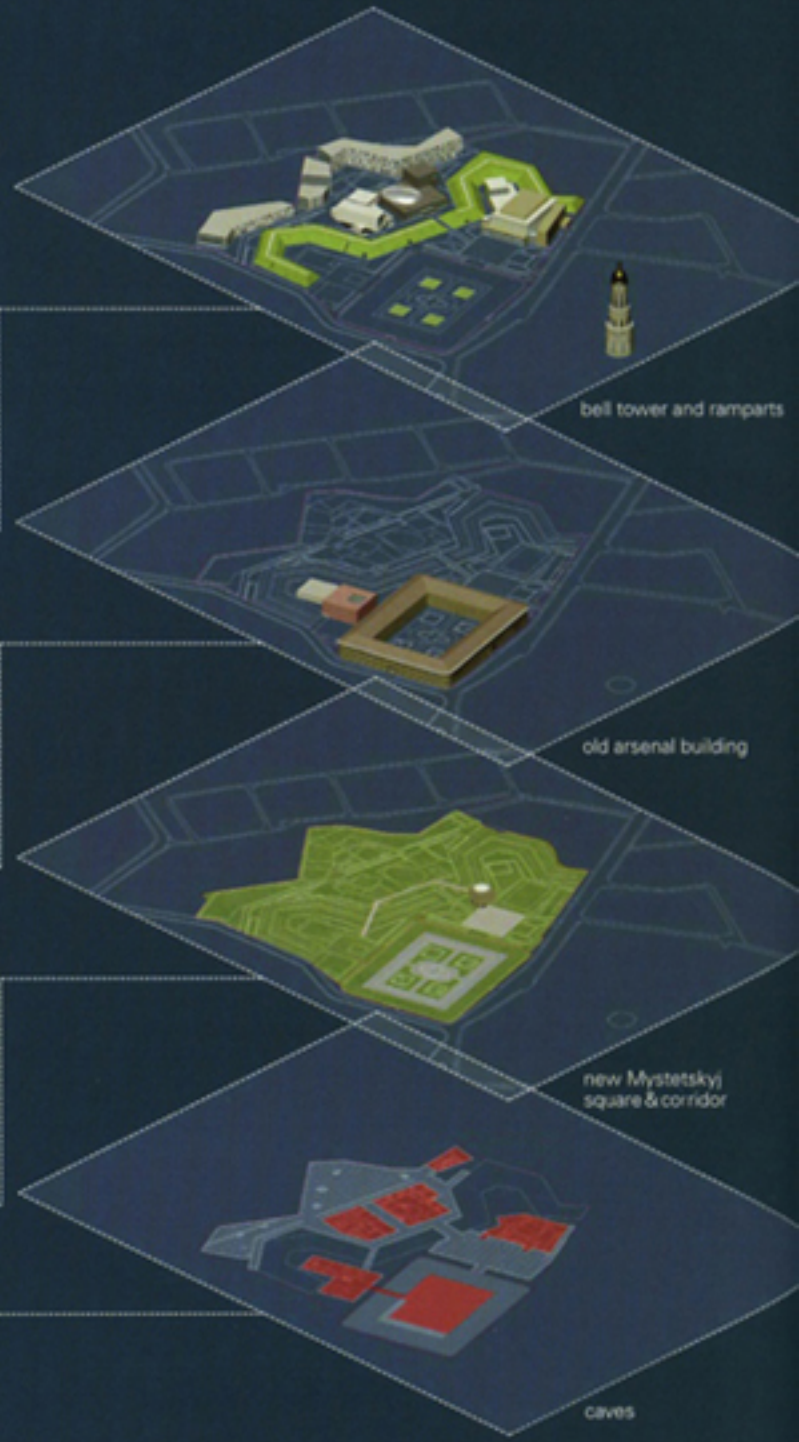 bell tower and ramparts
old arsenal building
new Mystetskyj
square & corridor
caves